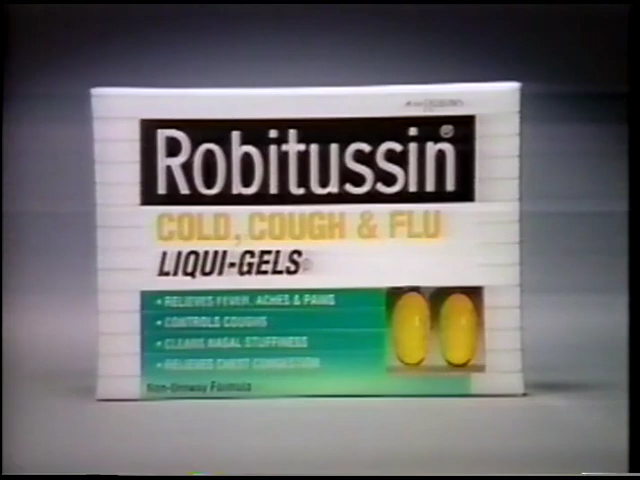 Robitussin®
COLD, COUGH & FLU
LIQUI-GELS®
• RELIEVES FEVER, ACHES & PAINS
• CONTROLS COUGHS
• CLEARS NASAL STUFFINESS
• RELIEVES CHEST CONGESTION
Non-Drowsy Formula